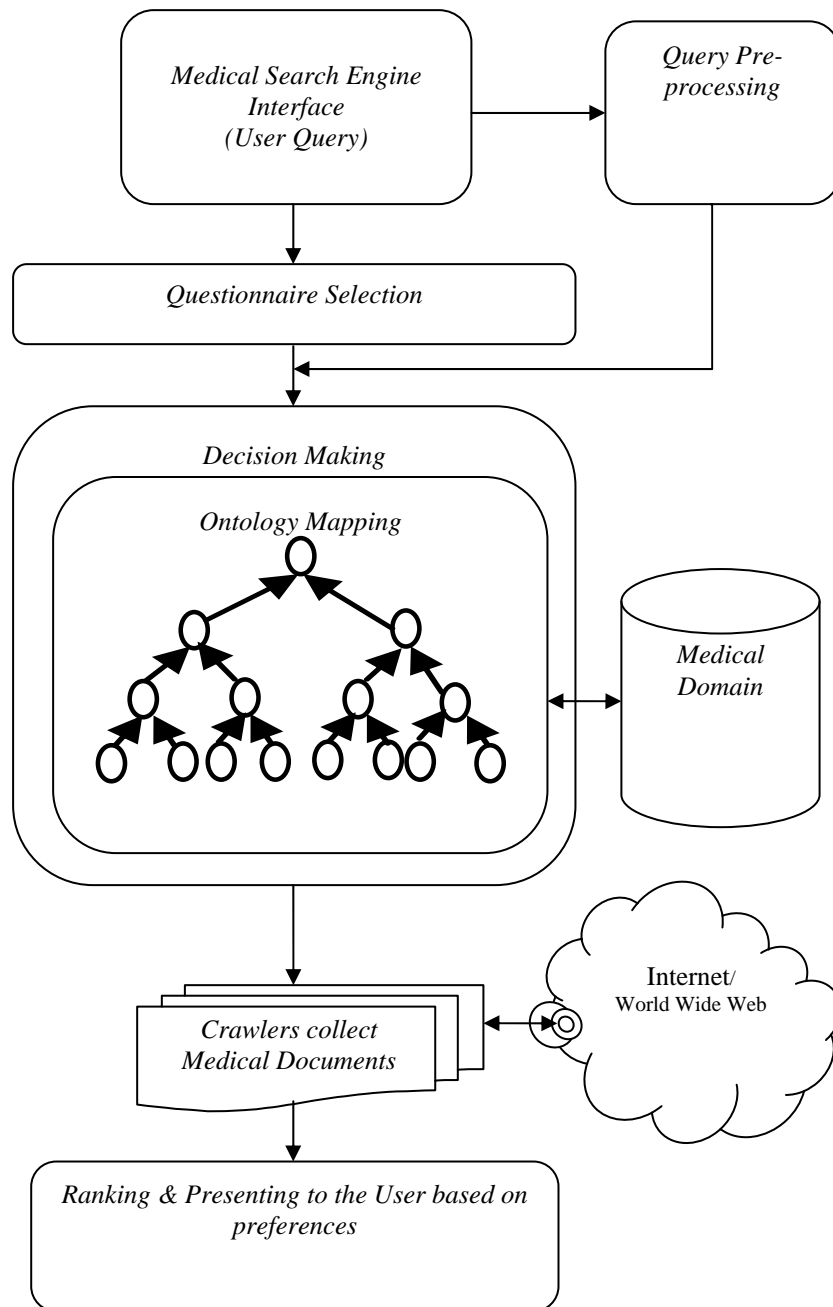 Medical Search Engine
Interface
(User Query)
Query Pre-
processing
Questionnaire Selection
Decision Making
Ontology Mapping
Medical
Domain
Internet/
World Wide Web
Crawlers collect
Medical Documents
Ranking & Presenting to the User based on
preferences